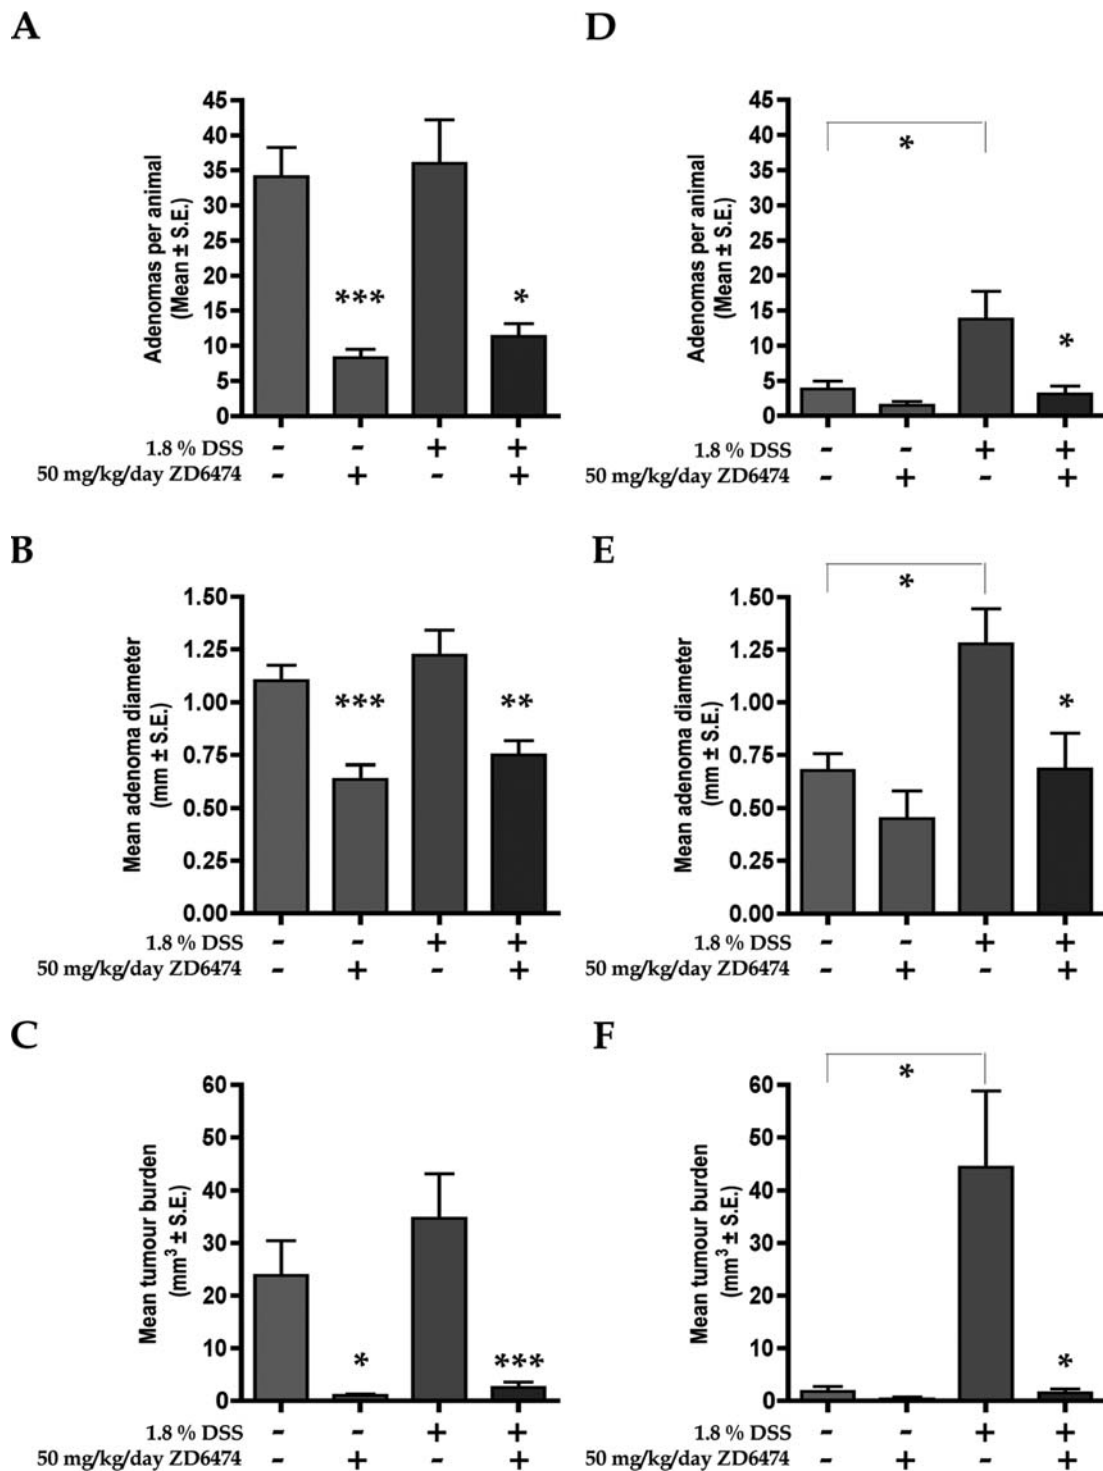 A
Adenomas per animal
(Mean ± S.E.)
45
40
35
30
25
20
15
10
5
0
***
*
1.8 % DSS - - + +
50 mg/kg/day ZD6474 - + - +
D
Adenomas per animal
(Mean ± S.E.)
45
40
35
30
25
20
15
10
5
0
*
*
1.8 % DSS - - + +
50 mg/kg/day ZD6474 - + - +
B
Mean adenoma diameter
(mm ± S.E.)
1.50
1.25
1.00
0.75
0.50
0.25
0.00
***
**
1.8 % DSS - - + +
50 mg/kg/day ZD6474 - + - +
E
Mean adenoma diameter
(mm ± S.E.)
1.50
1.25
1.00
0.75
0.50
0.25
0.00
*
*
1.8 % DSS - - + +
50 mg/kg/day ZD6474 - + - +
C
Mean tumour burden
(mm³ ± S.E.)
60
50
40
30
20
10
0
*
***
1.8 % DSS - - + +
50 mg/kg/day ZD6474 - + - +
F
Mean tumour burden
(mm³ ± S.E.)
60
50
40
30
20
10
0
*
*
1.8 % DSS - - + +
50 mg/kg/day ZD6474 - + - +